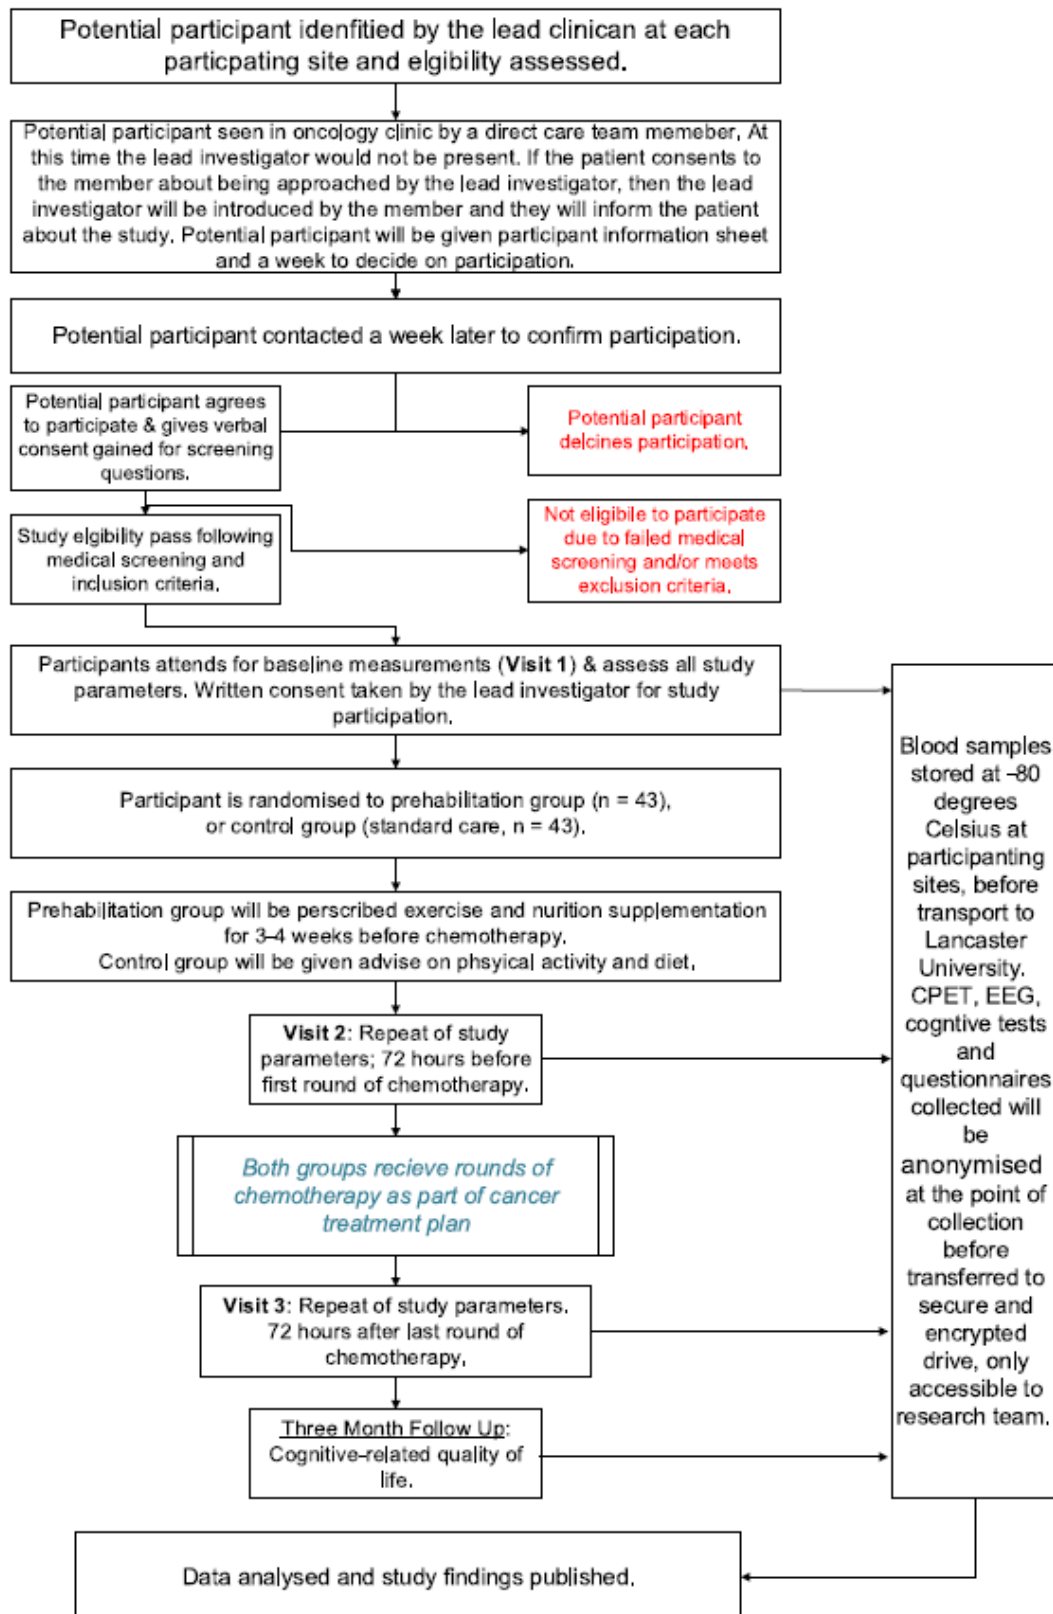 Potential participant idenfitied by the lead clinican at each
particpating site and elgibility assessed.
Potential participant seen in oncology clinic by a direct care team memeber. At
this time the lead investigator would not be present. If the patient consents to
the member about being approached by the lead investigator, then the lead
investigator will be introduced by the member and they will inform the patient
about the study. Potential participant will be given participant information sheet
and a week to decide on participation.
Potential participant contacted a week later to confirm participation.
Potential participant agrees
to participate & gives verbal
consent gained for screening
questions.
Potential participant
delcines participation.
Study elgibility pass following
medical screening and
inclusion criteria.
Not eligibile to participate
due to failed medical
screening and/or meets
exclusion criteria.
Participants attends for baseline measurements (Visit 1) & assess all study
parameters. Written consent taken by the lead investigator for study
participation.
Participant is randomised to prehabilitation group (n = 43),
or control group (standard care, n = 43).
Prehabilitation group will be perscribed exercise and nurition supplementation
for 3–4 weeks before chemotherapy.
Control group will be given advise on phsyical activity and diet.
Visit 2: Repeat of study
parameters; 72 hours before
first round of chemotherapy.
Both groups recieve rounds of
chemotherapy as part of cancer
treatment plan
Visit 3: Repeat of study parameters.
72 hours after last round of
chemotherapy.
Three Month Follow Up:
Cognitive-related quality of
life.
Blood samples
stored at –80
degrees
Celsius at
participanting
sites, before
transport to
Lancaster
University.
CPET, EEG,
cogntive tests
and
questionnaires
collected will
be
anonymised
at the point of
collection
before
transferred to
secure and
encrypted
drive, only
accessible to
research team.
Data analysed and study findings published.